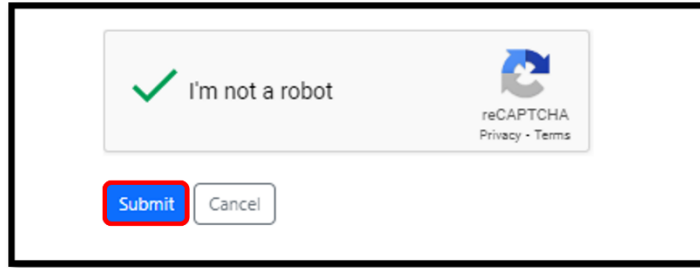 I'm not a robot
reCAPTCHA
Privacy - Terms
Submit Cancel